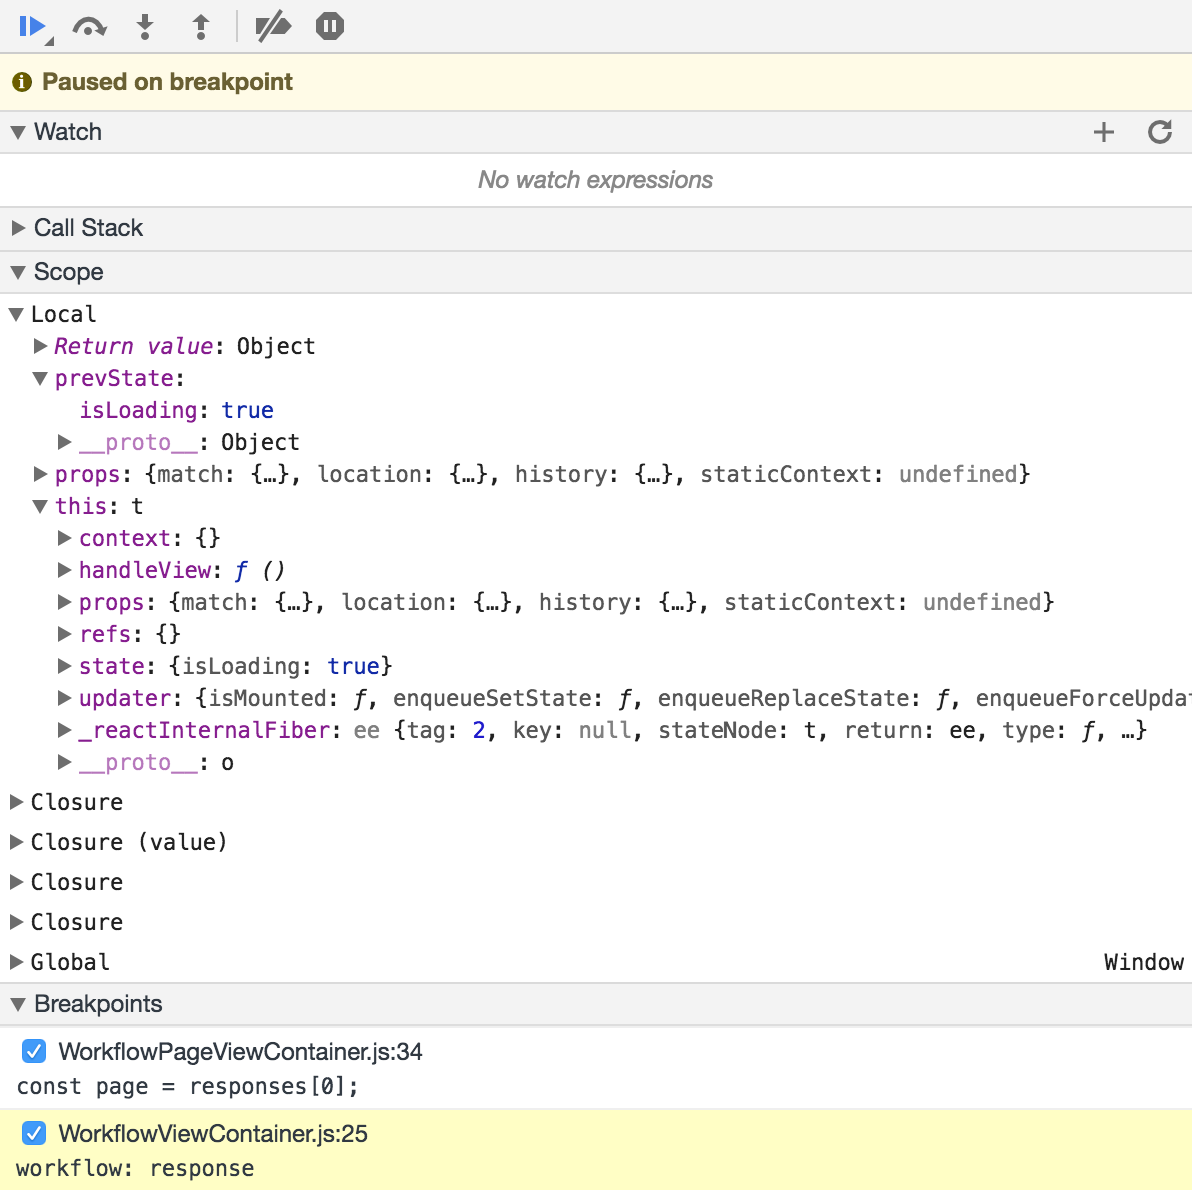 Paused on breakpoint
Watch
No watch expressions
Call Stack
Scope
Local
Return value: Object
prevState:
isLoading: true
__proto__: Object
props: {match: {…}, location: {…}, history: {…}, staticContext: undefined}
this: t
context: {}
handleView: ƒ ()
props: {match: {…}, location: {…}, history: {…}, staticContext: undefined}
refs: {}
state: {isLoading: true}
updater: {isMounted: ƒ, enqueueSetState: ƒ, enqueueReplaceState: ƒ, enqueueForceUpdat
_reactInternalFiber: ee {tag: 2, key: null, stateNode: t, return: ee, type: ƒ, …}
__proto__: o
Closure
Closure (value)
Closure
Closure
Global Window
Breakpoints
WorkflowPageViewContainer.js:34
const page = responses[0];
WorkflowViewContainer.js:25
workflow: response